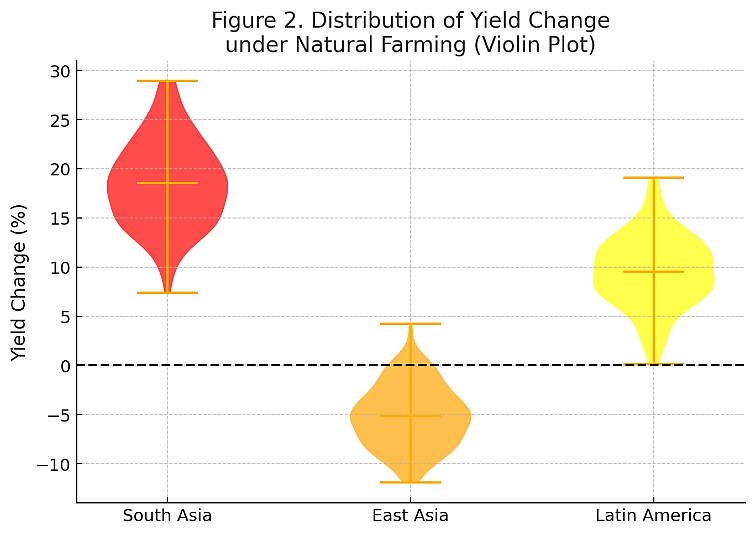 Figure 2. Distribution of Yield Change
under Natural Farming (Violin Plot)
30
25
20
15
10
5
0
−5
−10
Yield Change (%)
South Asia
East Asia
Latin America